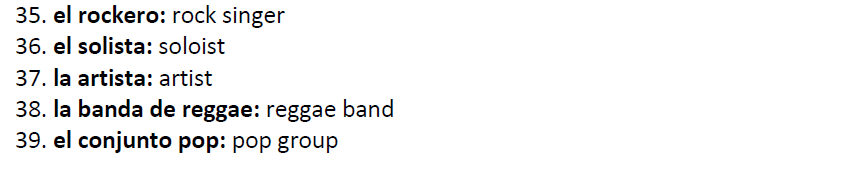 35. el rockero: rock singer
36. el solista: soloist
37. la artista: artist
38. la banda de reggae: reggae band
39. el conjunto pop: pop group